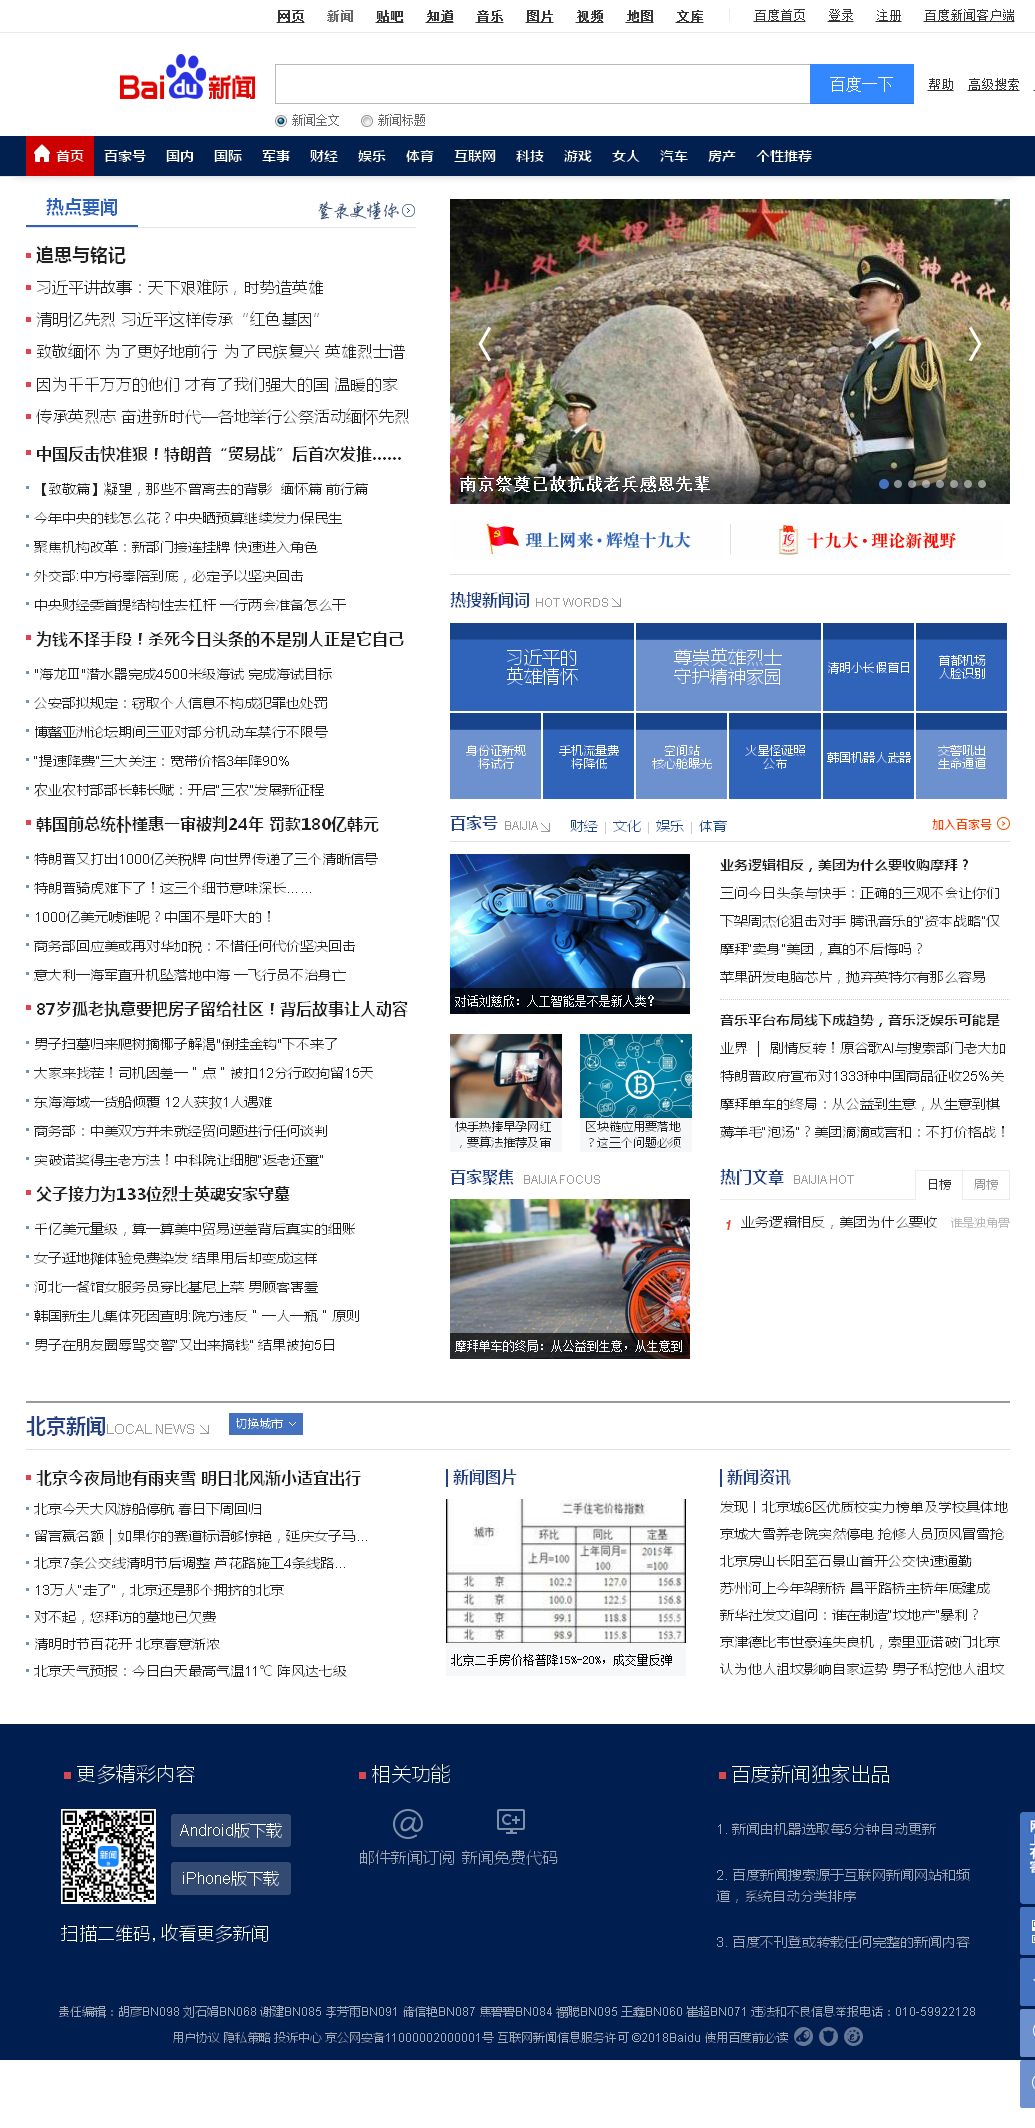 网页 新闻 贴吧 知道 音乐 图片 视频 地图 文库 百度首页 登录 注册 百度新闻客户端
Bai du 新闻 百度一下 帮助 高级搜索
新闻全文 新闻标题
首页 百家号 国内 国际 军事 财经 娱乐 体育 互联网 科技 游戏 女人 汽车 房产 个性推荐
热点要闻 登录更懂你
追思与铭记
习近平讲故事：天下艰难际，时势造英雄
清明忆先烈 习近平这样传承“红色基因”
致敬缅怀 为了更好地前行 为了民族复兴 英雄烈士谱
因为千千万万的他们 才有了我们强大的国 温暖的家
传承英烈志 奋进新时代—各地举行公祭活动缅怀先烈
中国反击快准狠！特朗普“贸易战”后首次发推……
【致敬篇】凝望，那些不曾离去的背影 缅怀篇 前行篇
今年中央的钱怎么花？中央晒预算继续发力保民生
聚焦机构改革：新部门接连挂牌 快速进入角色
外交部:中方将奉陪到底，必定予以坚决回击
中央财经委首提结构性去杠杆 一行两会准备怎么干
为钱不择手段！杀死今日头条的不是别人正是它自己
"海龙Ⅲ"潜水器完成4500米级海试 完成海试目标
公安部拟规定：窃取个人信息不构成犯罪也处罚
博鳌亚洲论坛期间三亚对部分机动车禁行不限号
"提速降费"三大关注：宽带价格3年降90%
农业农村部部长韩长赋：开启"三农"发展新征程
韩国前总统朴槿惠一审被判24年 罚款180亿韩元
特朗普又打出1000亿关税牌 向世界传递了三个清晰信号
特朗普骑虎难下了！这三个细节意味深长……
1000亿美元唬谁呢？中国不是吓大的！
商务部回应美或再对华加税：不惜任何代价坚决回击
意大利一海军直升机坠落地中海 一飞行员不治身亡
87岁孤老执意要把房子留给社区！背后故事让人动容
男子扫墓归来爬树摘椰子解渴"倒挂金钩"下不来了
大家来找茬！司机因差一＂点＂被扣12分行政拘留15天
东海海域一货船倾覆 12人获救1人遇难
商务部：中美双方并未就经贸问题进行任何谈判
突破诺奖得主老方法！中科院让细胞"返老还童"
父子接力为133位烈士英魂安家守墓
千亿美元量级，算一算美中贸易逆差背后真实的细账
女子逛地摊体验免费染发 结果用后却变成这样
河北一餐馆女服务员穿比基尼上菜 男顾客害羞
韩国新生儿集体死因查明:院方违反＂一人一瓶＂原则
男子在朋友圈辱骂交警"又出来搞钱" 结果被拘5日
南京祭奠已故抗战老兵感恩先辈
理上网来·辉煌十九大 十九大·理论新视野
热搜新闻词 HOT WORDS
习近平的
英雄情怀
尊崇英雄烈士
守护精神家园
清明小长假首日
首都机场
人脸识别
身份证新规
将试行
手机流量费
将降低
空间站
核心舱曝光
火星怪诞照
公布
韩国机器人武器
交警吼出
生命通道
百家号 BAIJIA 财经 | 文化 | 娱乐 | 体育 加入百家号
对话刘慈欣：人工智能是不是新人类？
快手热捧早孕网红
，要算法推荐及审
区块链应用要落地
？这三个问题必须
业务逻辑相反，美团为什么要收购摩拜？
三问今日头条与快手：正确的三观不会让你们
下架周杰伦狙击对手 腾讯音乐的"资本战略"仅
摩拜"卖身"美团，真的不后悔吗？
苹果研发电脑芯片，抛弃英特尔有那么容易
音乐平台布局线下成趋势，音乐泛娱乐可能是
业界 ｜ 剧情反转！原谷歌AI与搜索部门老大加
特朗普政府宣布对1333种中国商品征收25%关
摩拜单车的终局：从公益到生意，从生意到棋
薅羊毛"泡汤"？美团滴滴或言和：不打价格战！
百家聚焦 BAIJIA FOCUS
摩拜单车的终局：从公益到生意，从生意到
热门文章 BAIJIA HOT 日榜 周榜
1 业务逻辑相反，美团为什么要收 谁是独角兽
北京新闻 LOCAL NEWS 切换城市
北京今夜局地有雨夹雪 明日北风渐小适宜出行
北京今天大风游船停航 春日下周回归
留言赢名额 | 如果你的赛道标语够惊艳，延庆女子马...
北京7条公交线清明节后调整 芦花路施工4条线路...
13万人"走了"，北京还是那个拥挤的北京
对不起，您拜访的墓地已欠费
清明时节百花开 北京春意渐浓
北京天气预报：今日白天最高气温11℃ 阵风达七级
新闻图片
二手住宅价格指数
城市 环比 同比 定基
上月=100 上年同月=100 2015年=100
北 京 102.2 127.0 156.8
北 京 100.0 122.5 156.8
北 京 99.1 118.8 155.5
北 京 98.9 115.8 153.7
北京二手房价格普降15%-20%，成交量反弹
新闻资讯
发现丨北京城6区优质校实力榜单及学校具体地
京城大雪养老院突然停电 抢修人员顶风冒雪抢
北京房山长阳至石景山首开公交快速通勤
苏州河上今年架新桥 昌平路桥主桥年底建成
新华社发文追问：谁在制造"坟地产"暴利？
京津德比韦世豪连失良机，索里亚诺破门北京
认为他人祖坟影响自家运势 男子私挖他人祖坟
更多精彩内容
新闻
Android版下载
iPhone版下载
扫描二维码，收看更多新闻
相关功能
邮件新闻订阅 新闻免费代码
百度新闻独家出品
1. 新闻由机器选取每5分钟自动更新
2. 百度新闻搜索源于互联网新闻网站和频
道，系统自动分类排序
3. 百度不刊登或转载任何完整的新闻内容
责任编辑：胡彦BN098 刘石娟BN068 谢建BN085 李芳雨BN091 储信艳BN087 焦碧碧BN084 禤聪BN095 王鑫BN060 崔超BN071 违法和不良信息举报电话：010-59922128
用户协议 隐私策略 投诉中心 京公网安备11000002000001号 互联网新闻信息服务许可 ©2018Baidu 使用百度前必读